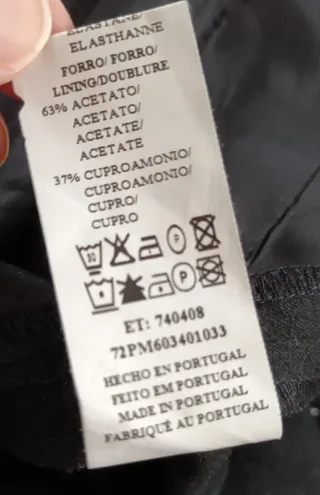 ELASTANE/
ELASTHANNE
FORRO/ FORRO/
LINING/DOUBLURE
63% ACETATO/
ACETATO/
ACETATE/
ACETATE
37% CUPROAMONIO/
CUPROAMONIO/
CUPRO/
CUPRO
30 P
P
ET: 740408
72PM603401033
HECHO EN PORTUGAL
FEITO EM PORTUGAL
MADE IN PORTUGAL
FABRIQUÉ AU PORTUGAL